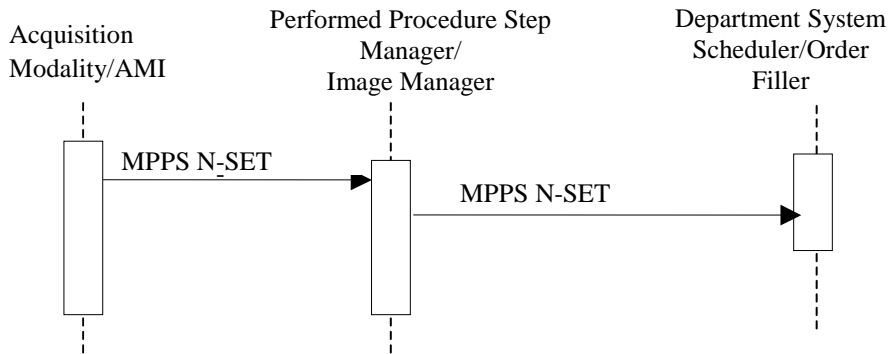 Acquisition
Modality/AMI
Performed Procedure Step
Manager/
Image Manager
Department System
Scheduler/Order
Filler
MPPS N-SET
MPPS N-SET